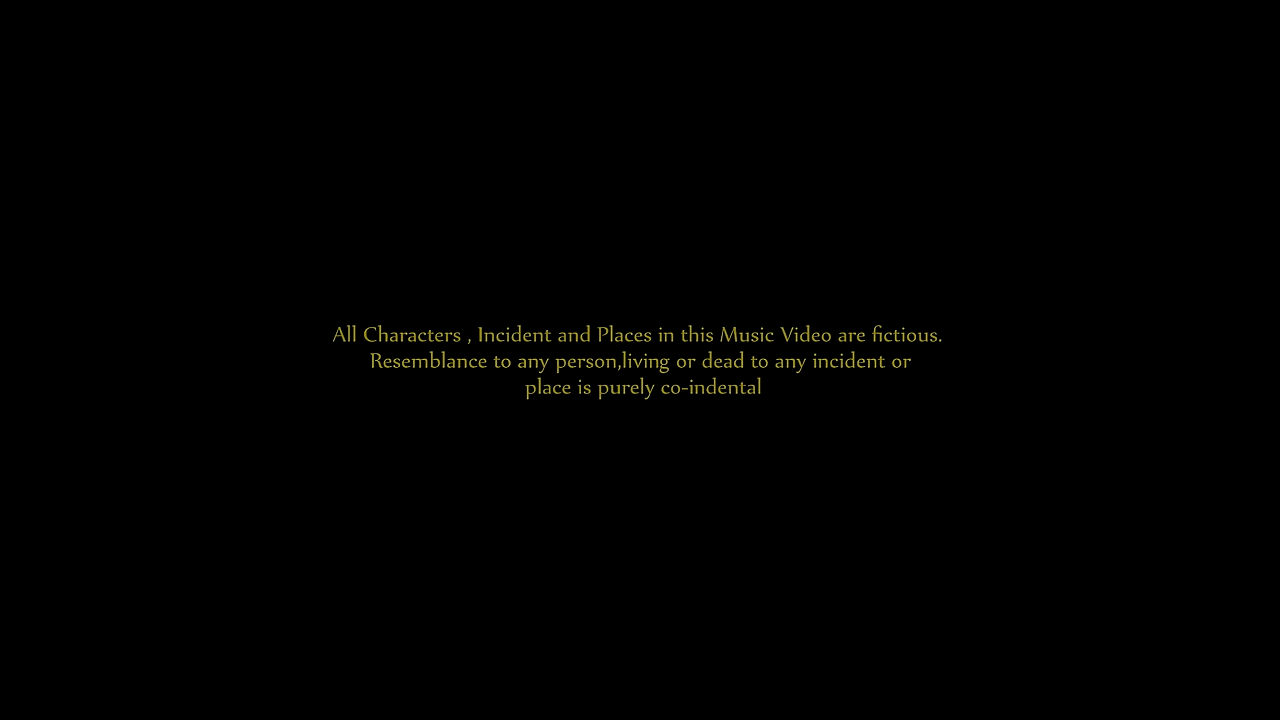 All Characters , Incident and Places in this Music Video are fictious.
Resemblance to any person,living or dead to any incident or
place is purely co-indental